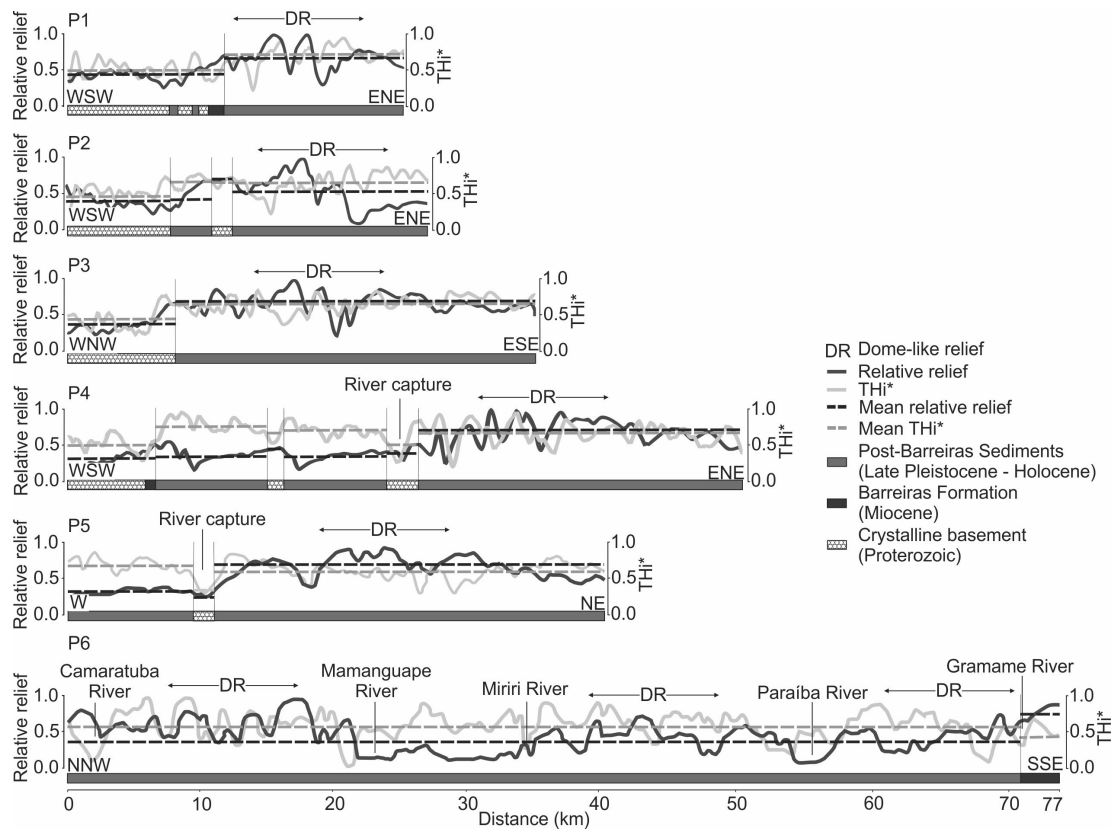 P1
DR
Relative relief
1.0
0.5
0.0
1.0
0.5
0.0
THi*
WSW
ENE
P2
DR
Relative relief
1.0
0.5
0.0
1.0
0.5
0.0
THi*
WSW
ENE
P3
DR
Relative relief
1.0
0.5
0.0
1.0
0.5
0.0
THi*
WNW
ESE
River capture
P4
DR
Relative relief
1.0
0.5
0.0
1.0
0.5
0.0
THi*
WSW
ENE
River capture
P5
DR
Relative relief
1.0
0.5
0.0
1.0
0.5
0.0
THi*
W
NE
P6
Camaratuba
River
DR
Mamanguape
River
Miriri River
DR
Paraíba River
DR
Gramame River
Relative relief
1.0
0.5
0.0
1.0
0.5
0.0
THi*
NNW
SSE
0
10
20
30
40
50
60
70
77
Distance (km)
DR Dome-like relief
Relative relief
THi*
Mean relative relief
Mean THi*
Post-Barreiras Sediments
(Late Pleistocene - Holocene)
Barreiras Formation
(Miocene)
Crystalline basement
(Proterozoic)